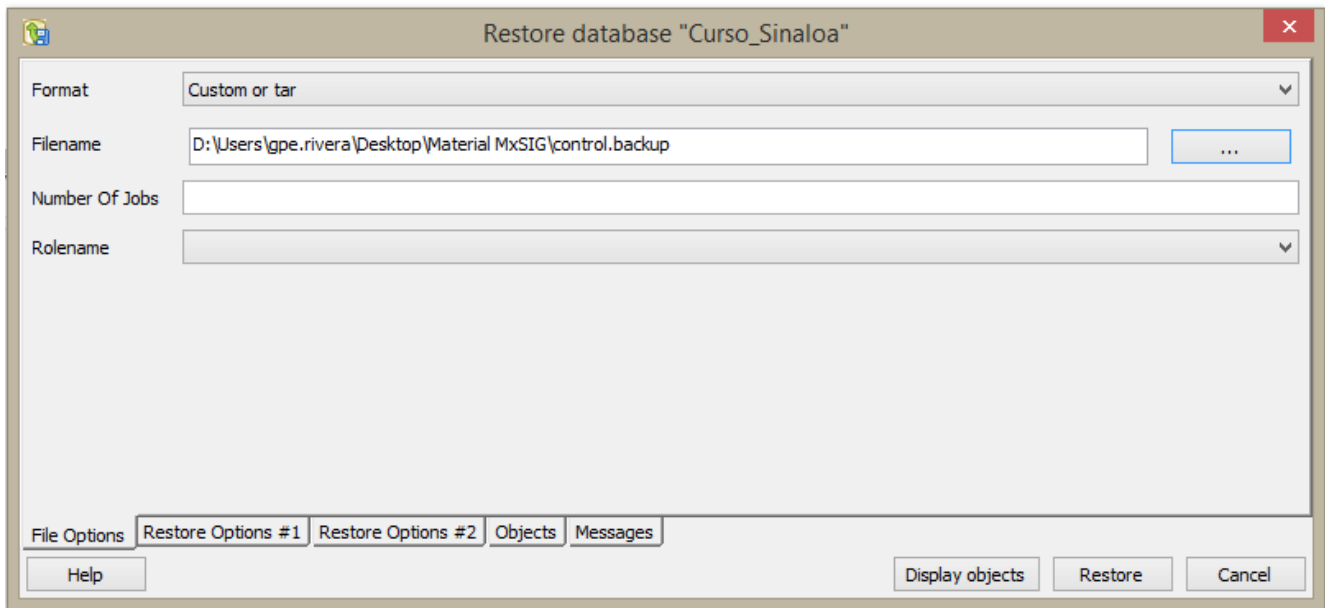 Restore database "Curso_Sinaloa"
Format Custom or tar
Filename D:\Users\gpe.rivera\Desktop\Material MxSIG\control.backup ...
Number Of Jobs
Rolename
File Options Restore Options #1 Restore Options #2 Objects Messages
Help Display objects Restore Cancel